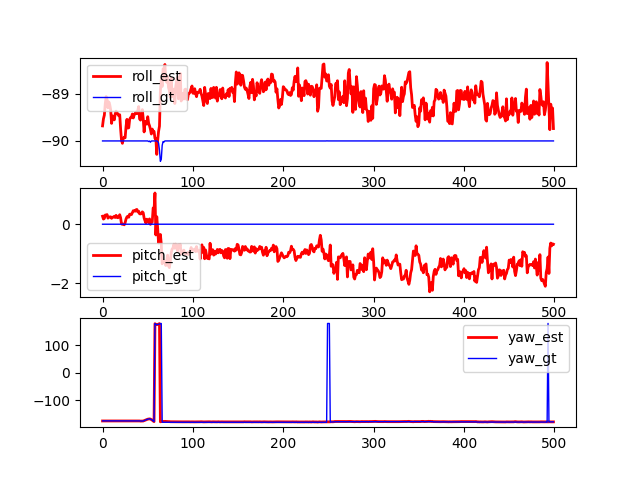 roll_est
roll_gt
−89
−90
0 100 200 300 400 500
pitch_est
pitch_gt
0
−2
0 100 200 300 400 500
yaw_est
yaw_gt
100
0
−100
0 100 200 300 400 500